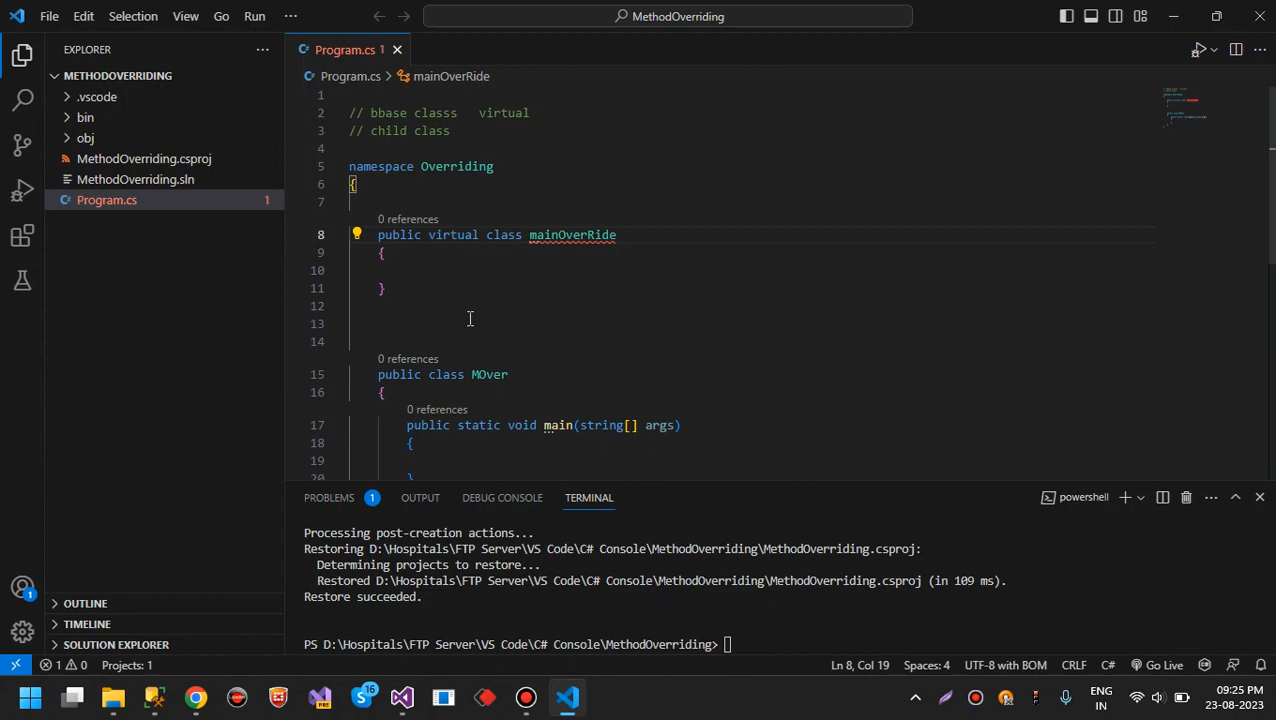 File Edit Selection View Go Run ··· MethodOverriding
EXPLORER ···
METHODOVERRIDING
.vscode
bin
obj
MethodOverriding.csproj
MethodOverriding.sln
Program.cs 1
OUTLINE
TIMELINE
SOLUTION EXPLORER
Program.cs 1
Program.cs > mainOverRide
1
2 // bbase classs   virtual
3 // child class
4
5 namespace Overriding
6 {
7
0 references
8 public virtual class mainOverRide
9 {
10
11 }
12
13
14
0 references
15 public class MOver
16 {
0 references
17 public static void main(string[] args)
18 {
19
20 }
PROBLEMS 1 OUTPUT DEBUG CONSOLE TERMINAL powershell
Processing post-creation actions...
Restoring D:\Hospitals\FTP Server\VS Code\C# Console\MethodOverriding\MethodOverriding.csproj:
Determining projects to restore...
Restored D:\Hospitals\FTP Server\VS Code\C# Console\MethodOverriding\MethodOverriding.csproj (in 109 ms).
Restore succeeded.
PS D:\Hospitals\FTP Server\VS Code\C# Console\MethodOverriding>
1 0 Projects: 1 Ln 8, Col 19 Spaces: 4 UTF-8 with BOM CRLF C# Go Live
1
16
PRE
ENG
IN
09:25 PM
23-08-2023